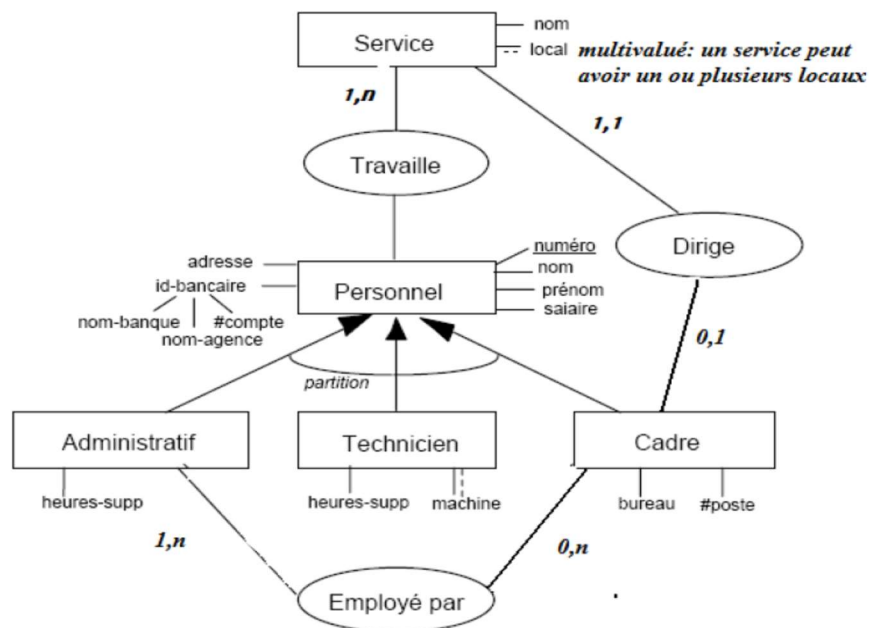 nom
Service
local
multivalué: un service peut
avoir un ou plusieurs locaux
1,n
1,1
Travaille
Dirige
numéro
adresse
nom
id-bancaire
Personnel
prénom
salaire
nom-banque
#compte
nom-agence
0,1
partition
Administratif
Technicien
Cadre
heures-supp
heures-supp
machine
bureau
#poste
1,n
0,n
Employé par